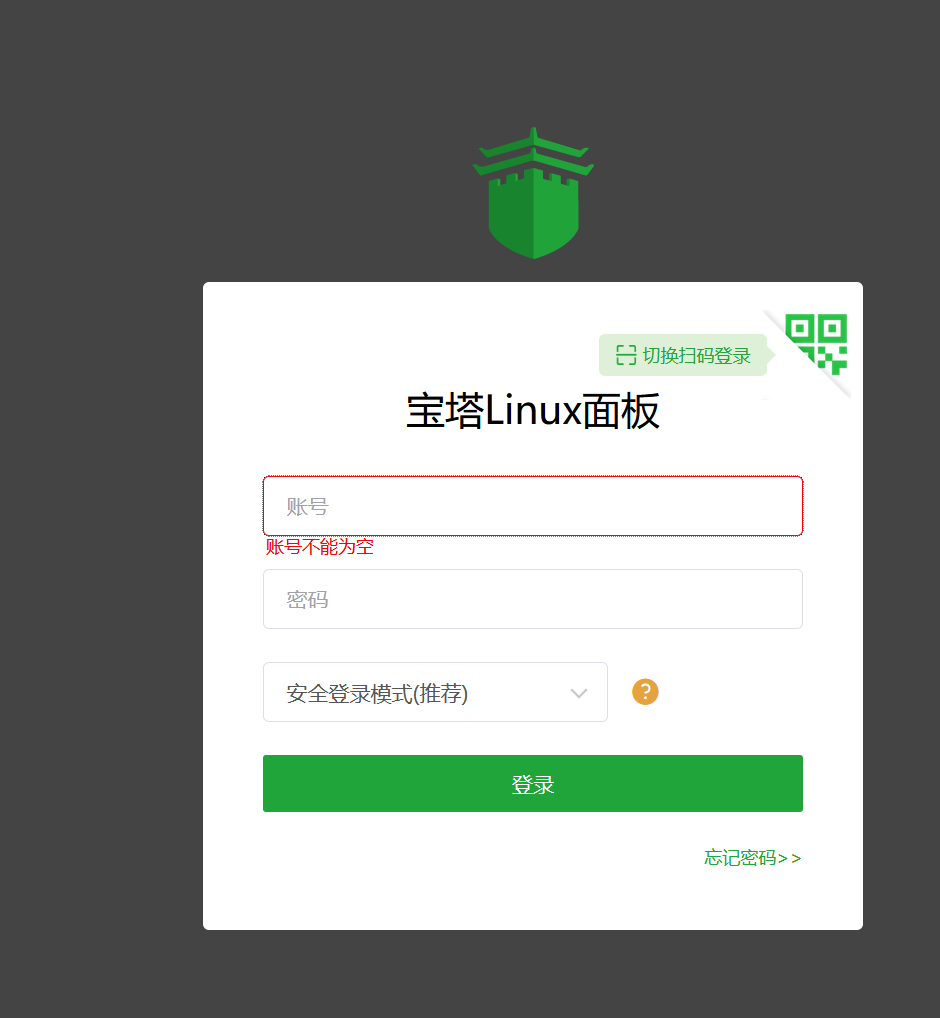 切换扫码登录
宝塔Linux面板
账号
账号不能为空
密码
安全登录模式(推荐)
?
登录
忘记密码>>